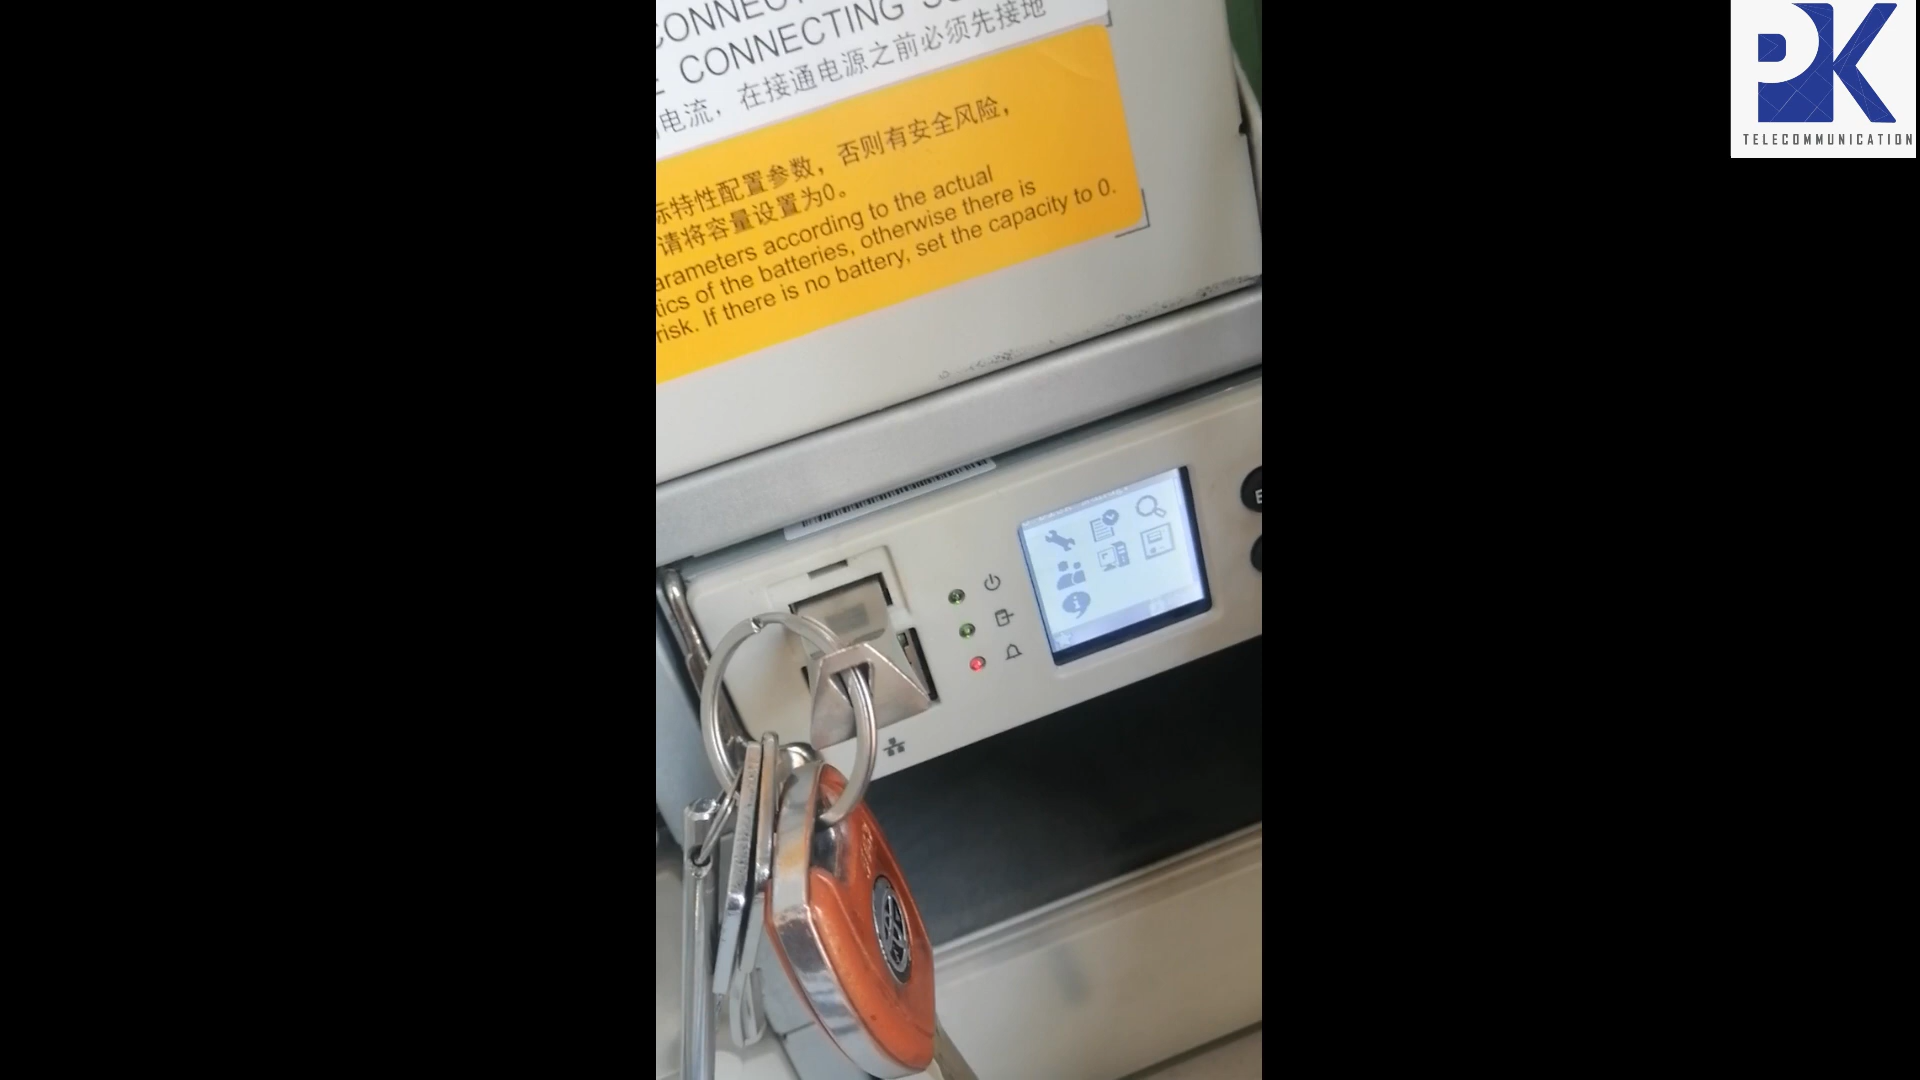 CONNECTING
电流，在接通电源之前必须先接地
标特性配置参数，否则有安全风险，
请将容量设置为0。
according to the actual
of the batteries, otherwise there is
risk. If there is no battery, set the capacity to 0.
PK
TELECOMMUNICATION